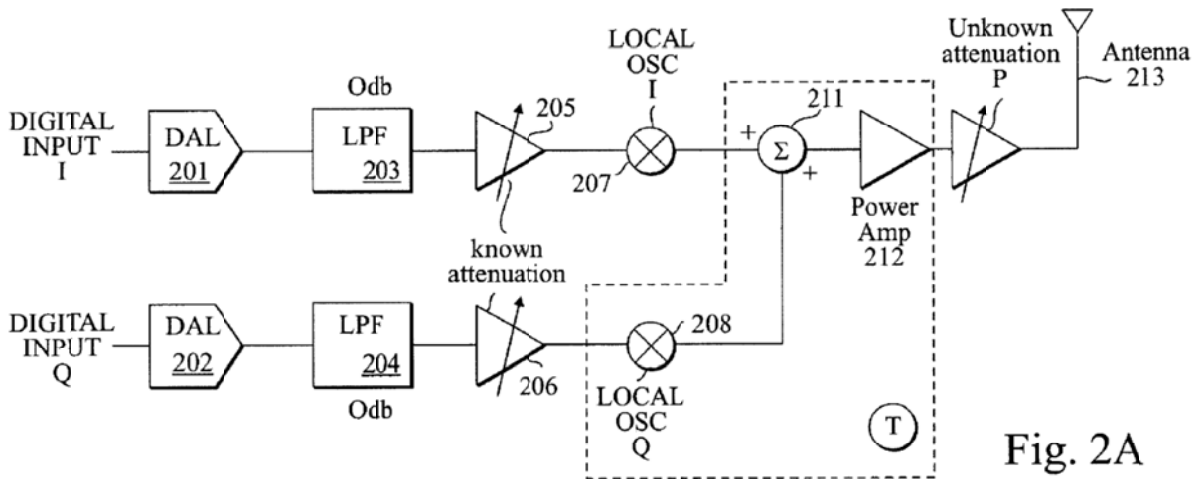 LOCAL
OSC
I
Unknown
attenuation
P
Antenna
213
Odb
205
211
DIGITAL
INPUT
I
DAL
201
LPF
203
+
Σ
+
207
Power
Amp
212
known
attenuation
DIGITAL
INPUT
Q
DAL
202
LPF
204
206
208
Odb
LOCAL
OSC
Q
T
Fig. 2A